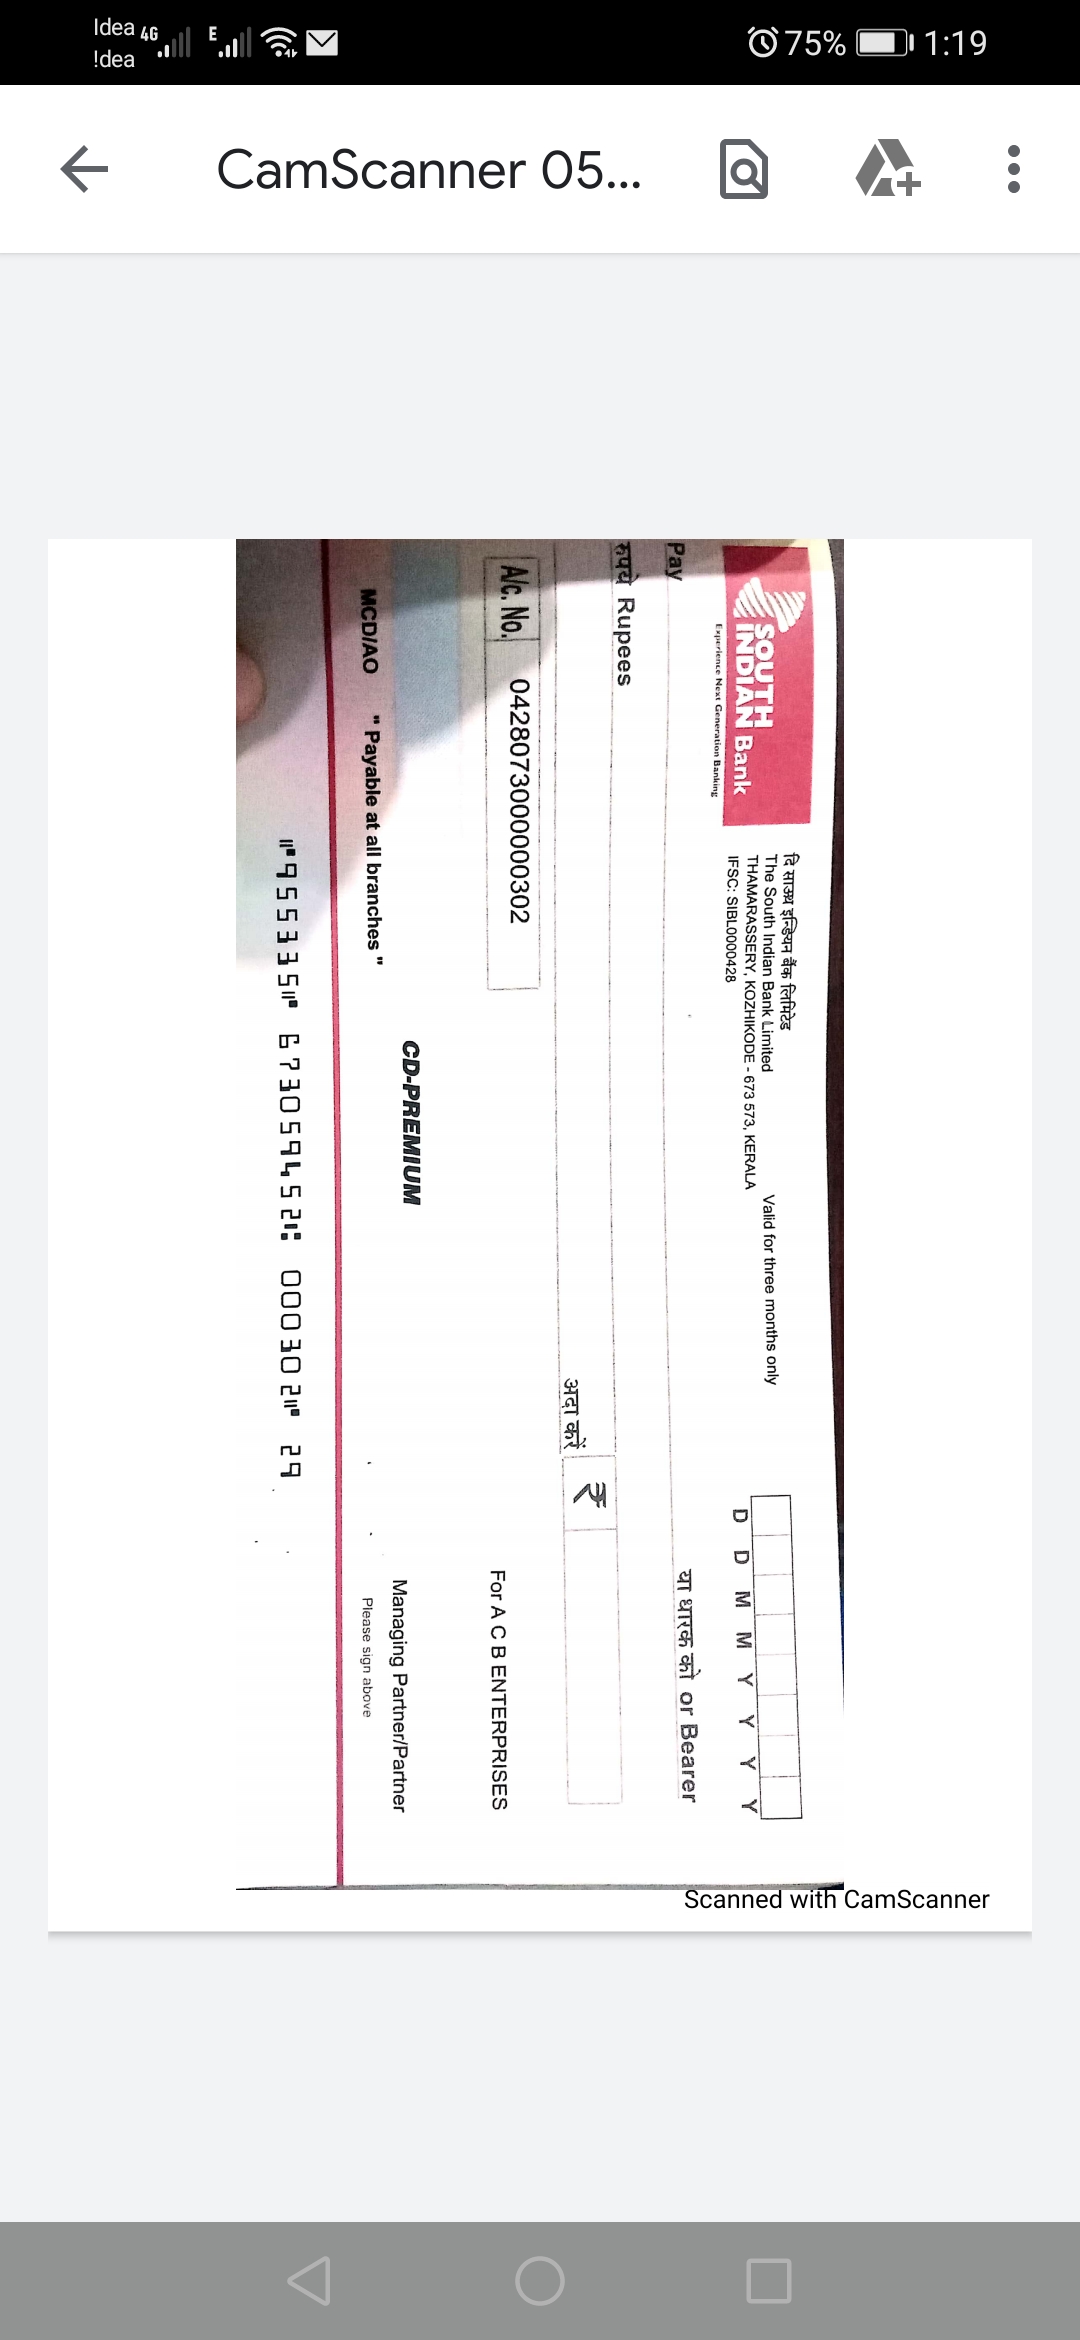 Idea 4G E 75% 1:19
!dea
CamScanner 05...
SOUTH
INDIAN Bank
Experience Next Generation Banking
दि साउथ इन्डियन बैंक लिमिटेड
The South Indian Bank Limited
THAMARASSERY, KOZHIKODE - 673 573, KERALA
IFSC: SIBL0000428
Valid for three months only
D D M M Y Y Y Y
Pay
या धारक को or Bearer
रुपये Rupees
अदा करें
₹
A/c. No. 0428073000000302
For A C B ENTERPRISES
CD-PREMIUM
Managing Partner/Partner
MCD/AO " Payable at all branches "
Please sign above
⑈955335⑈ 673059452⑆ 000302⑈ 29
Scanned with CamScanner